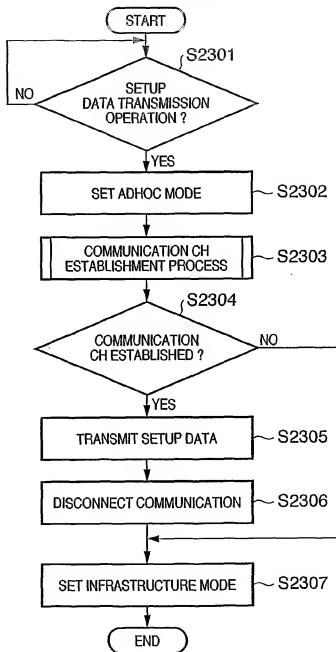 START
S2301
SETUP
DATA TRANSMISSION
OPERATION ?
NO
YES
SET ADHOC MODE
S2302
COMMUNICATION CH
ESTABLISHMENT PROCESS
S2303
S2304
COMMUNICATION
CH ESTABLISHED ?
NO
YES
TRANSMIT SETUP DATA
S2305
DISCONNECT COMMUNICATION
S2306
SET INFRASTRUCTURE MODE
S2307
END